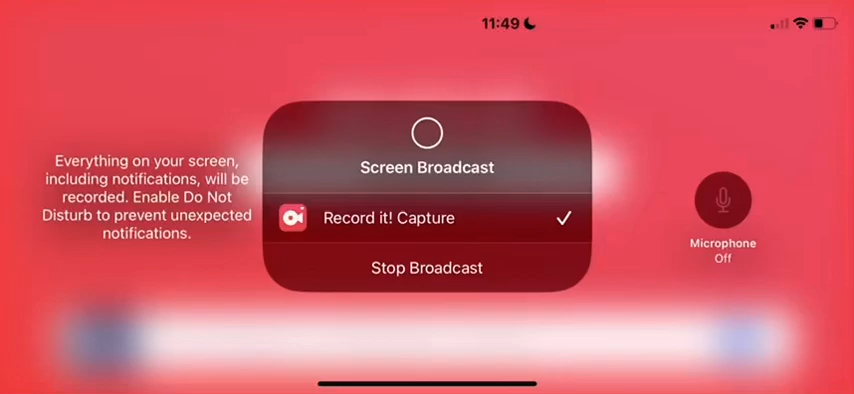 11:49
Everything on your screen,
including notifications, will be
recorded. Enable Do Not
Disturb to prevent unexpected
notifications.
Screen Broadcast
Record it! Capture
Stop Broadcast
Microphone
Off